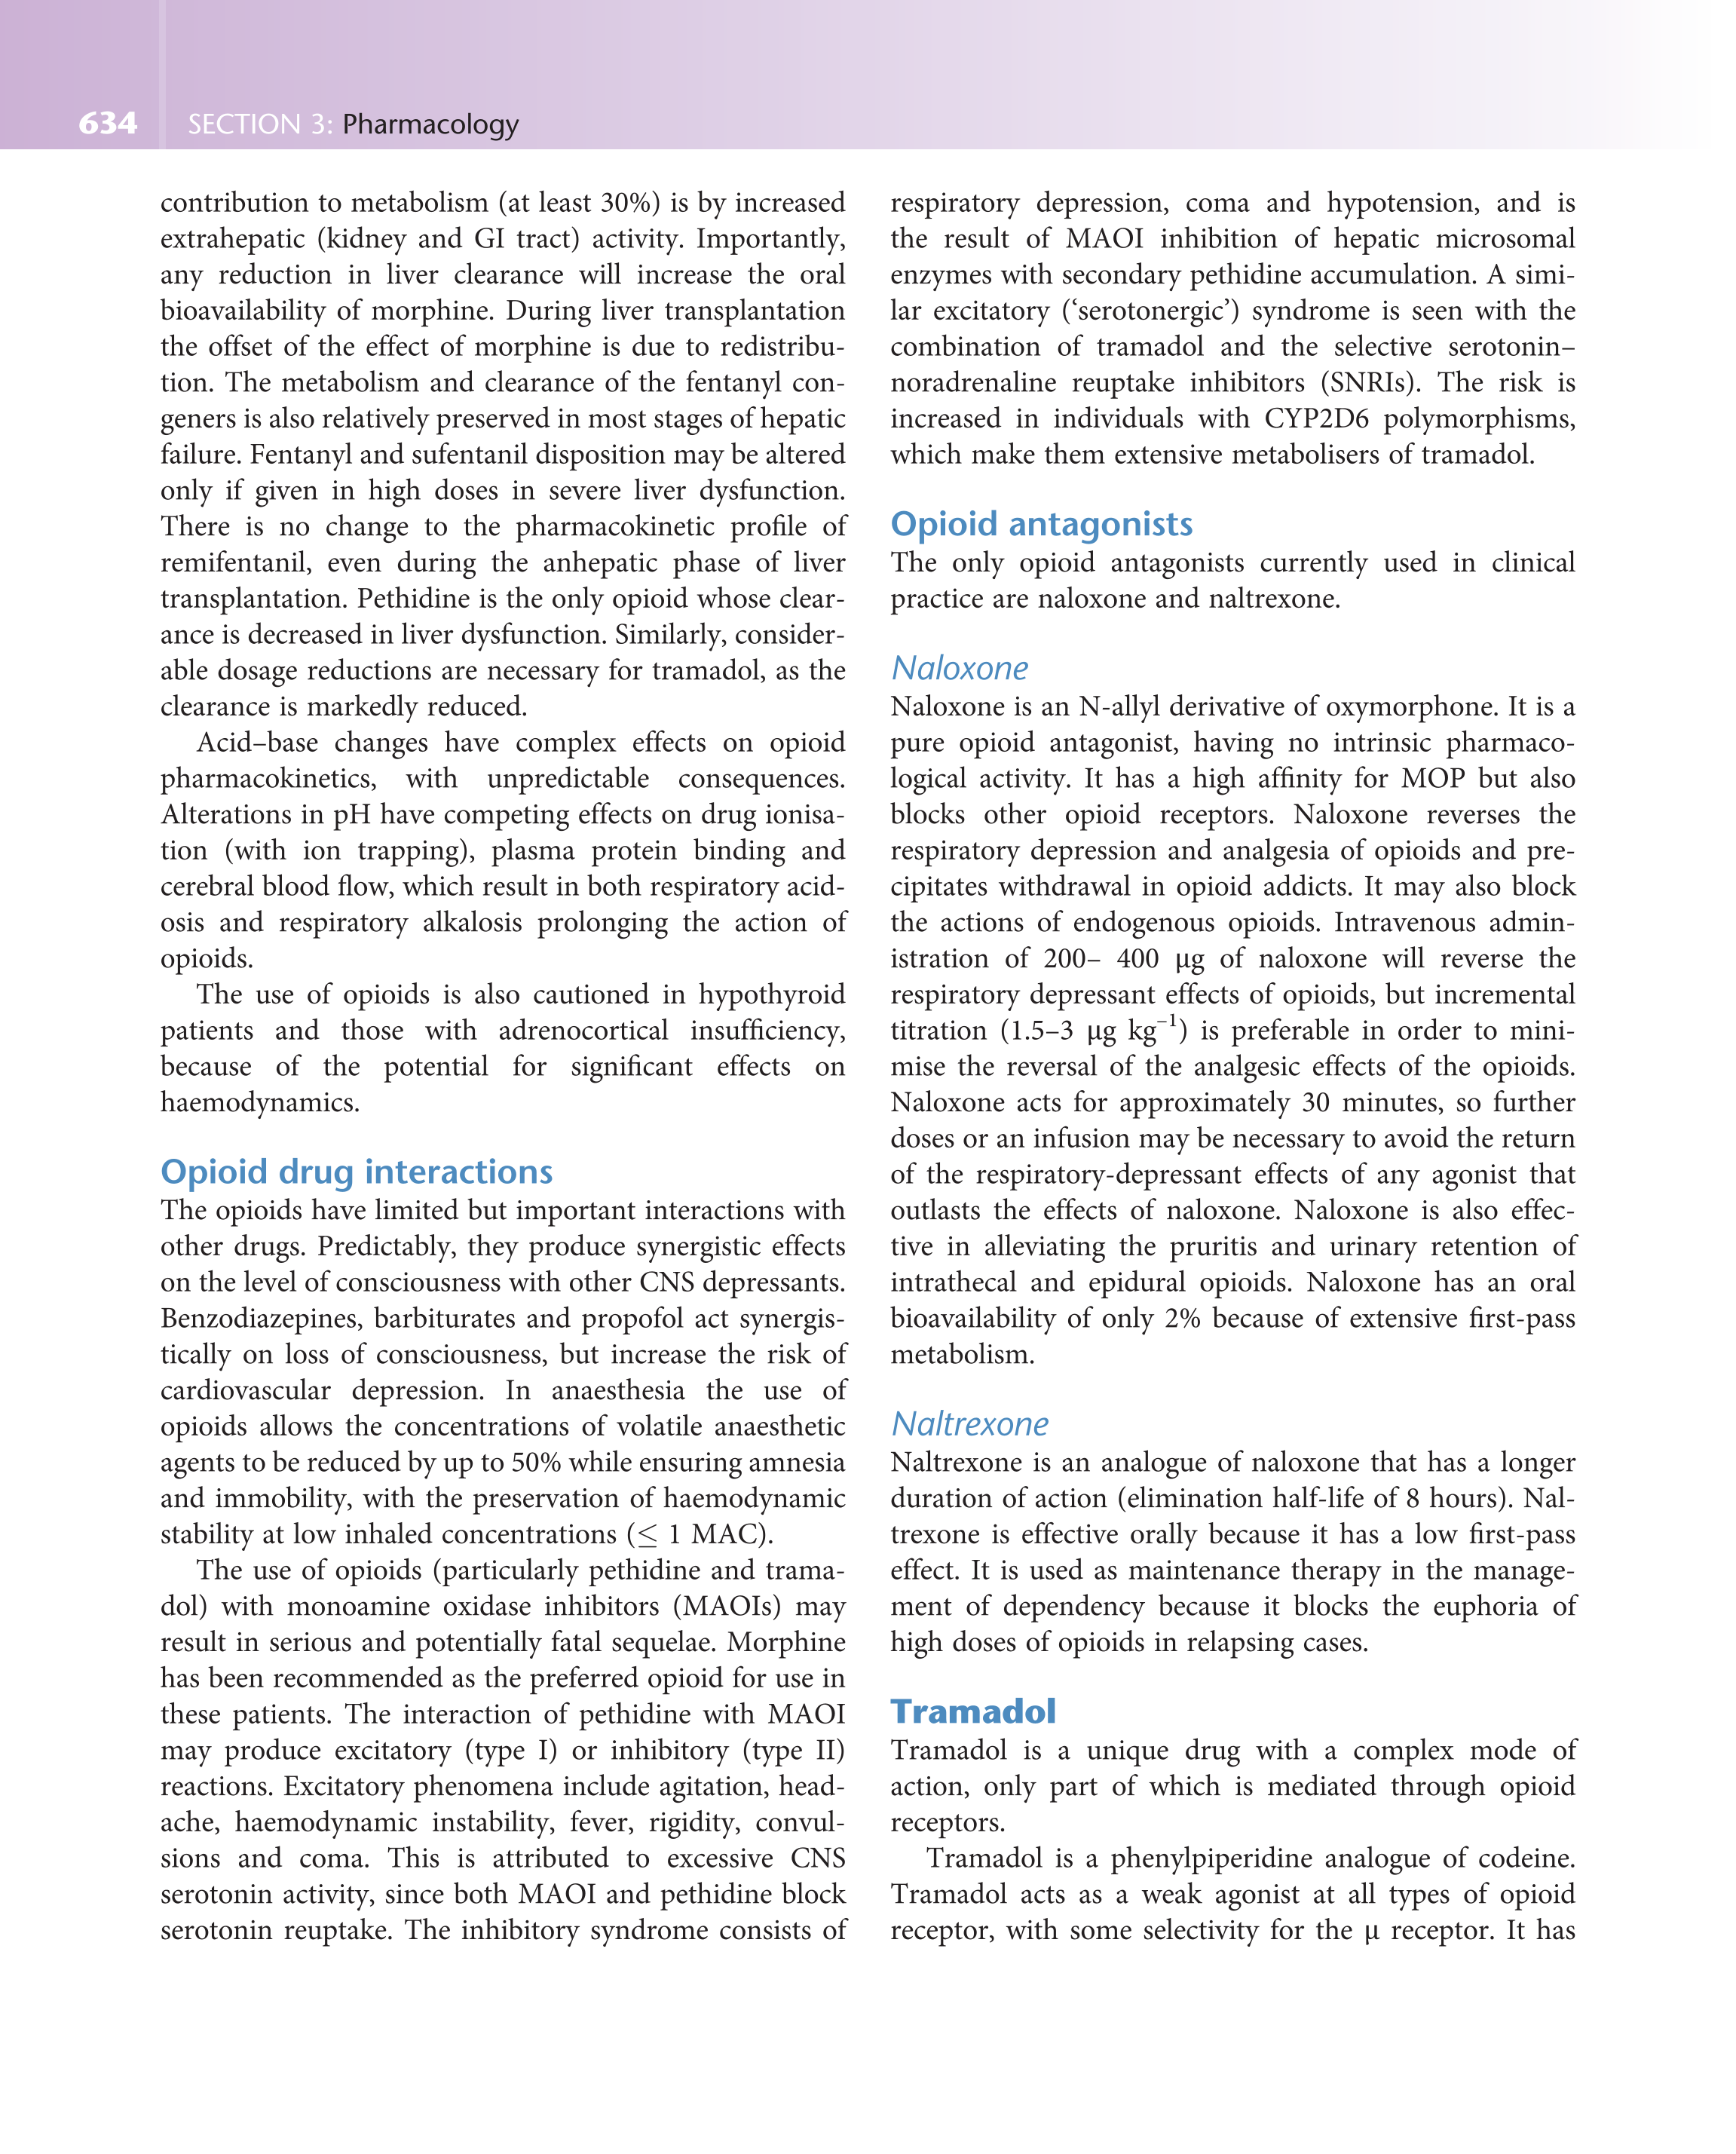 634 SECTION 3: Pharmacology
contribution to metabolism (at least 30%) is by increased
extrahepatic (kidney and GI tract) activity. Importantly,
any reduction in liver clearance will increase the oral
bioavailability of morphine. During liver transplantation
the offset of the effect of morphine is due to redistribu-
tion. The metabolism and clearance of the fentanyl con-
geners is also relatively preserved in most stages of hepatic
failure. Fentanyl and sufentanil disposition may be altered
only if given in high doses in severe liver dysfunction.
There is no change to the pharmacokinetic profile of
remifentanil, even during the anhepatic phase of liver
transplantation. Pethidine is the only opioid whose clear-
ance is decreased in liver dysfunction. Similarly, consider-
able dosage reductions are necessary for tramadol, as the
clearance is markedly reduced.
Acid–base changes have complex effects on opioid
pharmacokinetics, with unpredictable consequences.
Alterations in pH have competing effects on drug ionisa-
tion (with ion trapping), plasma protein binding and
cerebral blood flow, which result in both respiratory acid-
osis and respiratory alkalosis prolonging the action of
opioids.
The use of opioids is also cautioned in hypothyroid
patients and those with adrenocortical insufficiency,
because of the potential for significant effects on
haemodynamics.
Opioid drug interactions
The opioids have limited but important interactions with
other drugs. Predictably, they produce synergistic effects
on the level of consciousness with other CNS depressants.
Benzodiazepines, barbiturates and propofol act synergis-
tically on loss of consciousness, but increase the risk of
cardiovascular depression. In anaesthesia the use of
opioids allows the concentrations of volatile anaesthetic
agents to be reduced by up to 50% while ensuring amnesia
and immobility, with the preservation of haemodynamic
stability at low inhaled concentrations (≤ 1 MAC).
The use of opioids (particularly pethidine and trama-
dol) with monoamine oxidase inhibitors (MAOIs) may
result in serious and potentially fatal sequelae. Morphine
has been recommended as the preferred opioid for use in
these patients. The interaction of pethidine with MAOI
may produce excitatory (type I) or inhibitory (type II)
reactions. Excitatory phenomena include agitation, head-
ache, haemodynamic instability, fever, rigidity, convul-
sions and coma. This is attributed to excessive CNS
serotonin activity, since both MAOI and pethidine block
serotonin reuptake. The inhibitory syndrome consists of
respiratory depression, coma and hypotension, and is
the result of MAOI inhibition of hepatic microsomal
enzymes with secondary pethidine accumulation. A simi-
lar excitatory (‘serotonergic’) syndrome is seen with the
combination of tramadol and the selective serotonin–
noradrenaline reuptake inhibitors (SNRIs). The risk is
increased in individuals with CYP2D6 polymorphisms,
which make them extensive metabolisers of tramadol.
Opioid antagonists
The only opioid antagonists currently used in clinical
practice are naloxone and naltrexone.
Naloxone
Naloxone is an N-allyl derivative of oxymorphone. It is a
pure opioid antagonist, having no intrinsic pharmaco-
logical activity. It has a high affinity for MOP but also
blocks other opioid receptors. Naloxone reverses the
respiratory depression and analgesia of opioids and pre-
cipitates withdrawal in opioid addicts. It may also block
the actions of endogenous opioids. Intravenous admin-
istration of 200– 400 μg of naloxone will reverse the
respiratory depressant effects of opioids, but incremental
titration (1.5–3 μg kg⁻¹) is preferable in order to mini-
mise the reversal of the analgesic effects of the opioids.
Naloxone acts for approximately 30 minutes, so further
doses or an infusion may be necessary to avoid the return
of the respiratory-depressant effects of any agonist that
outlasts the effects of naloxone. Naloxone is also effec-
tive in alleviating the pruritis and urinary retention of
intrathecal and epidural opioids. Naloxone has an oral
bioavailability of only 2% because of extensive first-pass
metabolism.
Naltrexone
Naltrexone is an analogue of naloxone that has a longer
duration of action (elimination half-life of 8 hours). Nal-
trexone is effective orally because it has a low first-pass
effect. It is used as maintenance therapy in the manage-
ment of dependency because it blocks the euphoria of
high doses of opioids in relapsing cases.
Tramadol
Tramadol is a unique drug with a complex mode of
action, only part of which is mediated through opioid
receptors.
Tramadol is a phenylpiperidine analogue of codeine.
Tramadol acts as a weak agonist at all types of opioid
receptor, with some selectivity for the μ receptor. It has